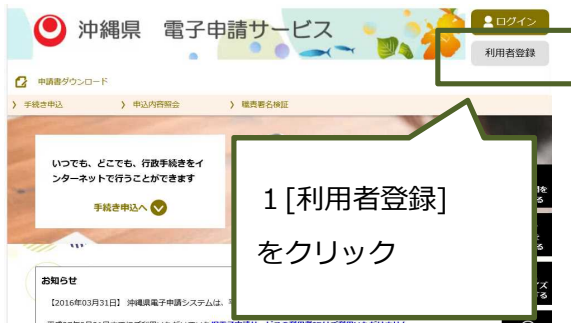 沖縄県 電子申請サービス
ログイン
利用者登録
申請書ダウンロード
手続き申込
申込内容照会
職責署名検証
いつでも、どこでも、行政手続きをイ
ンターネットで行うことができます
手続き申込へ
1[利用者登録]
をクリック
を
る
る
ズ
する
お知らせ
【2016年03月31日】 沖縄県電子申請システムは、